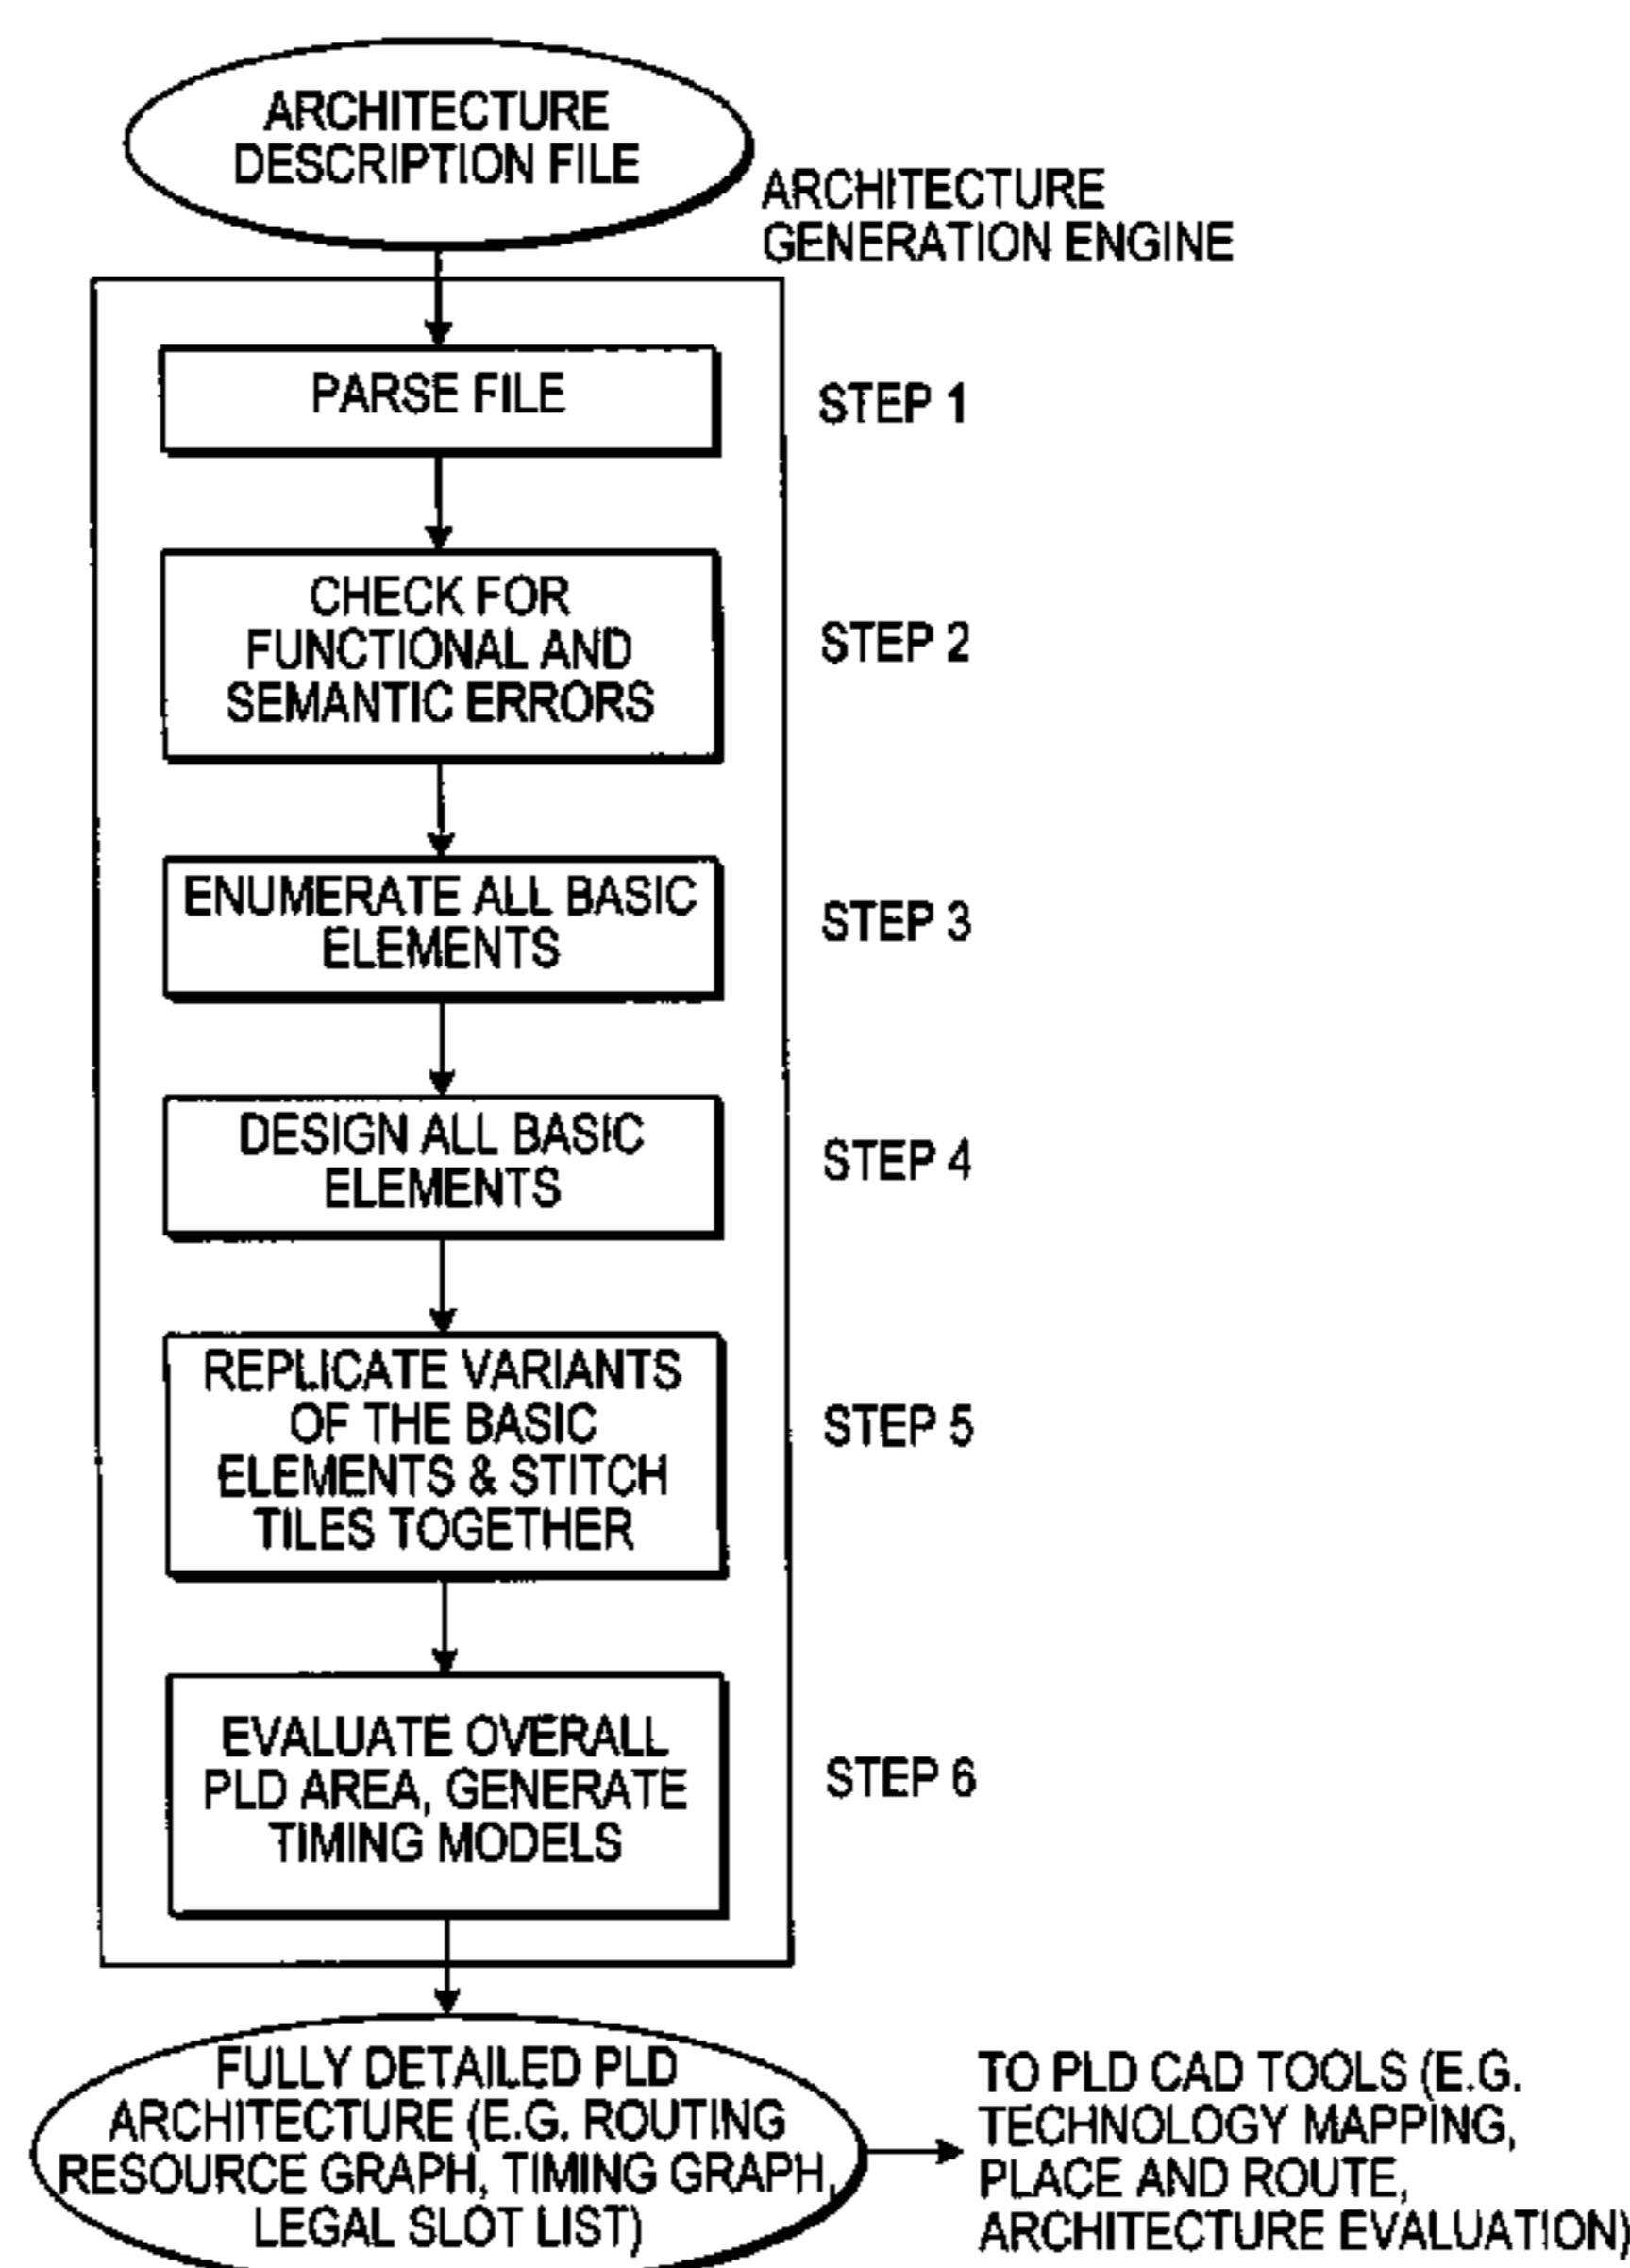 ARCHITECTURE
DESCRIPTION FILE
ARCHITECTURE
GENERATION ENGINE
PARSE FILE
STEP 1
CHECK FOR
FUNCTIONAL AND
SEMANTIC ERRORS
STEP 2
ENUMERATE ALL BASIC
ELEMENTS
STEP 3
DESIGN ALL BASIC
ELEMENTS
STEP 4
REPLICATE VARIANTS
OF THE BASIC
ELEMENTS & STITCH
TILES TOGETHER
STEP 5
EVALUATE OVERALL
PLD AREA, GENERATE
TIMING MODELS
STEP 6
FULLY DETAILED PLD
ARCHITECTURE (E.G. ROUTING
RESOURCE GRAPH, TIMING GRAPH,
LEGAL SLOT LIST)
TO PLD CAD TOOLS (E.G.
TECHNOLOGY MAPPING,
PLACE AND ROUTE,
ARCHITECTURE EVALUATION)